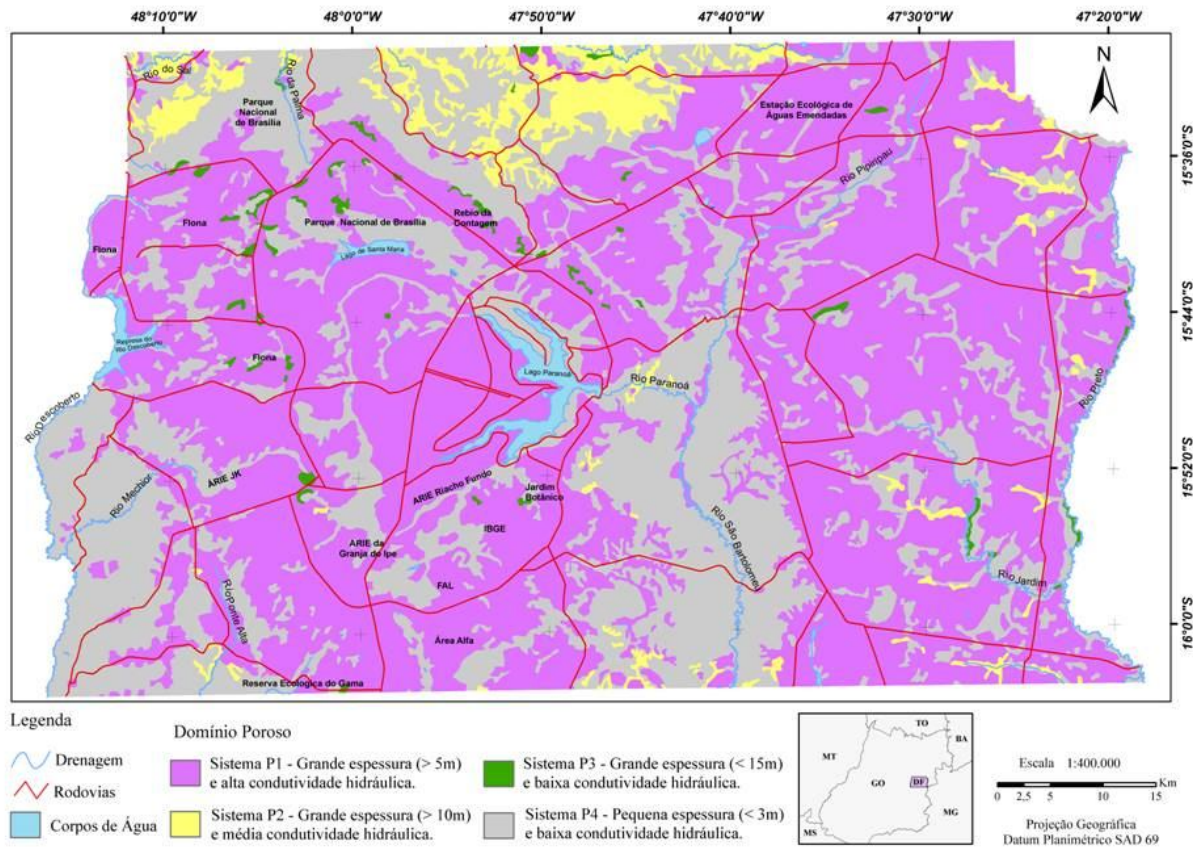 48°10'0"W 48°0'0"W 47°50'0"W 47°40'0"W 47°30'0"W 47°20'0"W
N
Rio do Sal
Rio da Palma
Parque
Nacional
de Brasília
Estação Ecológica de
Águas Emendadas
15°36'0"S
Rio Pipiripau
Flona
Parque Nacional de Brasília
Rebio da
Contagem
Flona
Lago de Santa Maria
15°44'0"S
Represa do
Rio Descoberto
Flona
Lago Paranoá
Rio Paranoá
Rio Preto
Rio Descoberto
15°52'0"S
ÁRIE JK
Rio Mechior
ARIE Riacho Fundo
Jardim
Botânico
IBGE
ARIE da
Granja do Ipe
Rio São Bartolomeu
Rio Jardim
FAL
Rio Ponte Alta
Área Alfa
16°0'0"S
Reserva Ecologica do Gama
Legenda
Drenagem
Rodovias
Corpos de Água
Domínio Poroso
Sistema P1 - Grande espessura (> 5m)
e alta condutividade hidráulica.
Sistema P2 - Grande espessura (> 10m)
e média condutividade hidráulica.
Sistema P3 - Grande espessura (< 15m)
e baixa condutividade hidráulica.
Sistema P4 - Pequena espessura (< 3m)
e baixa condutividade hidráulica.
TO
BA
MT
GO
DF
MG
MS
Escala 1:400.000
Km
0 2,5 5 10 15
Projeção Geográfica
Datum Planimétrico SAD 69